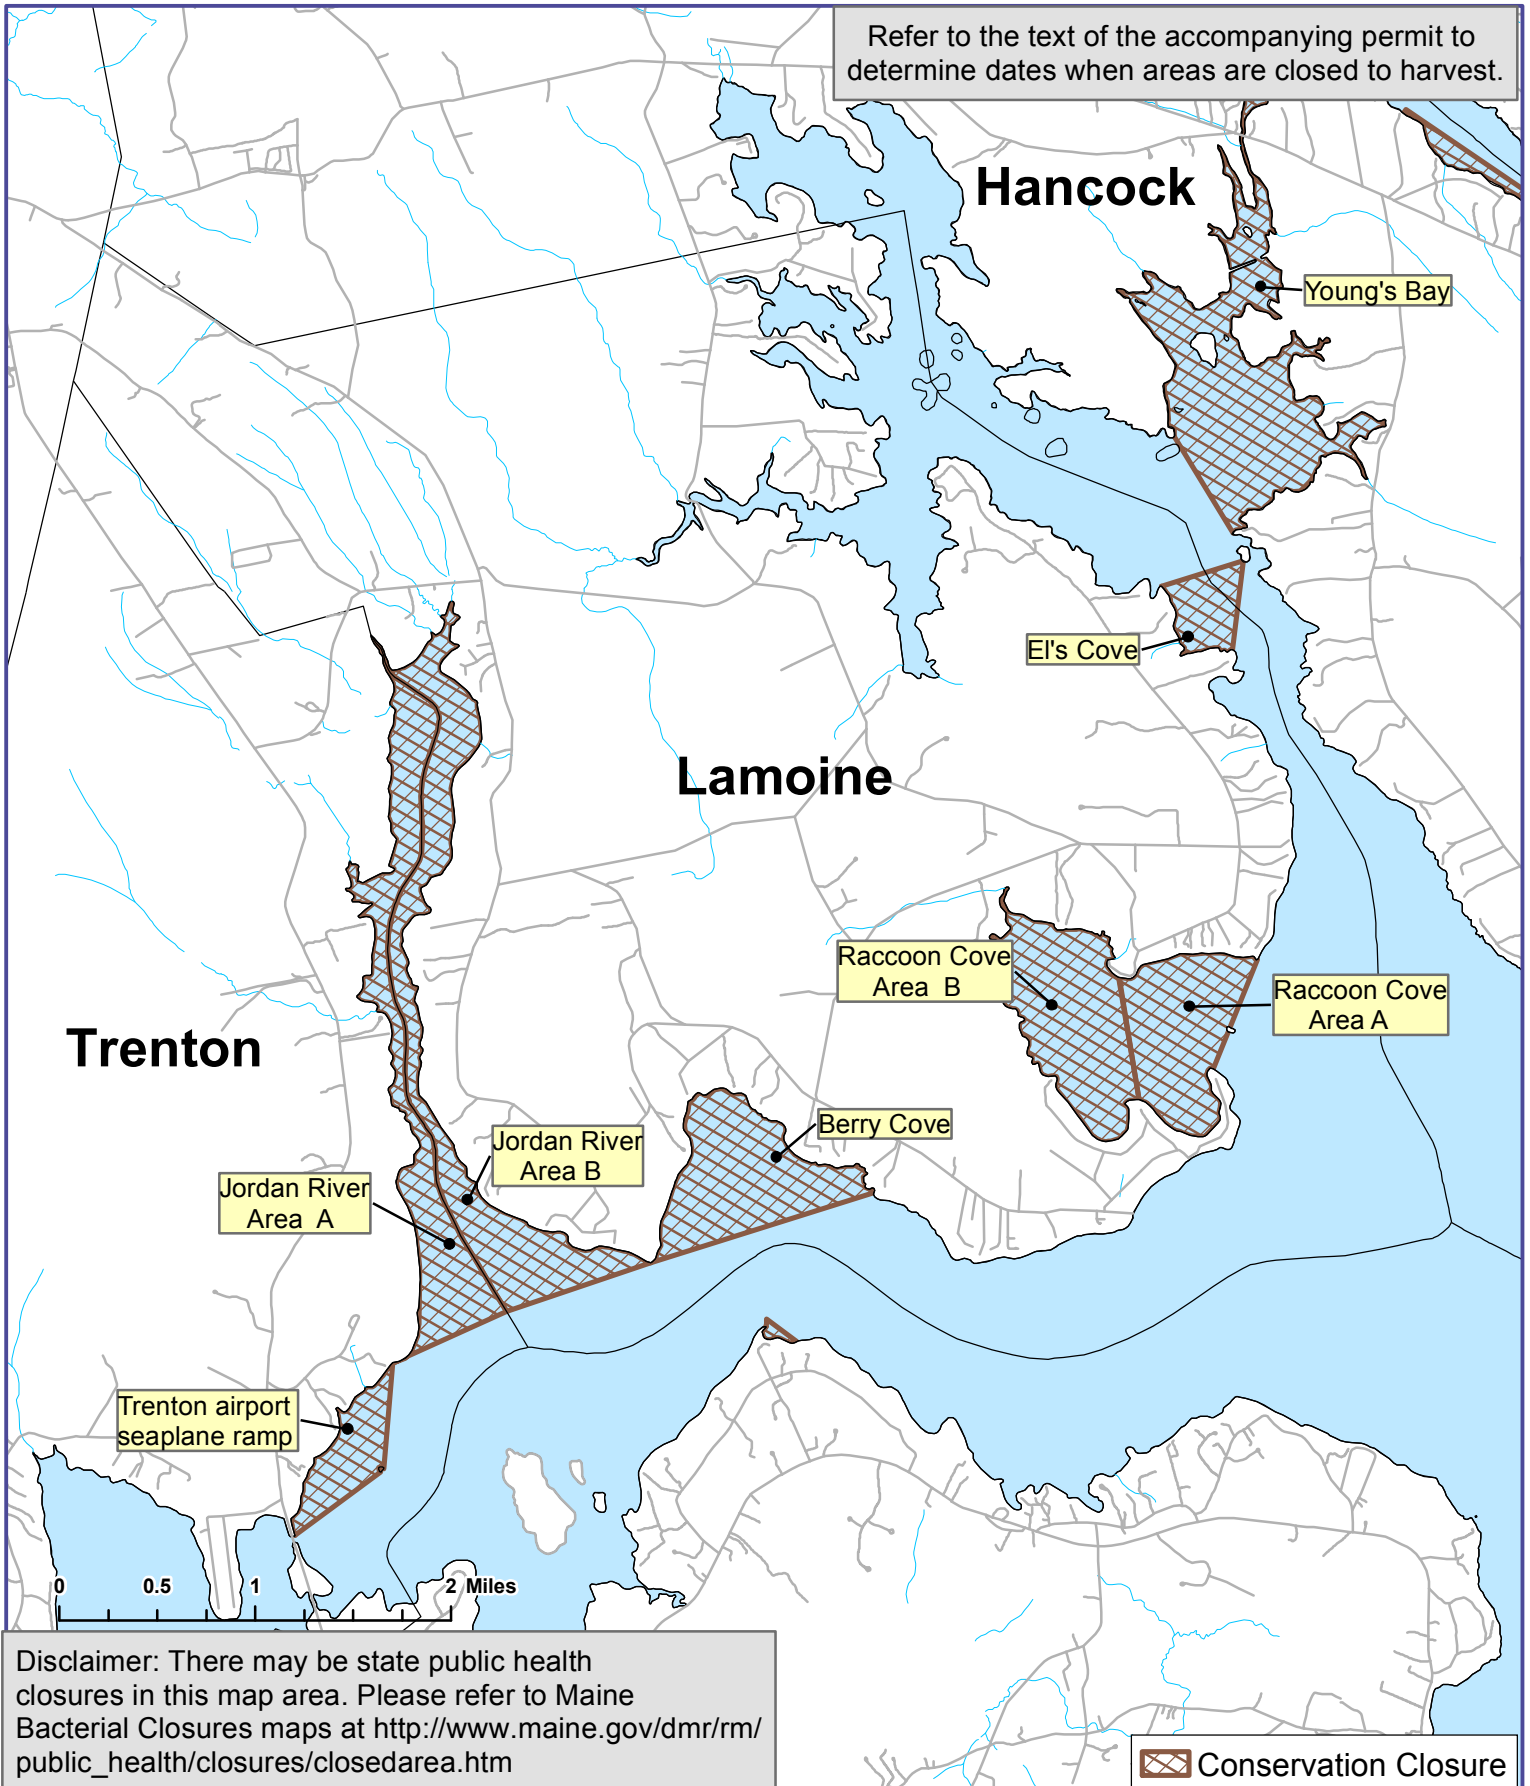 Refer to the text of the accompanying permit to
determine dates when areas are closed to harvest.
Hancock
Young's Bay
El's Cove
Lamoine
Raccoon Cove
Area B
Raccoon Cove
Area A
Trenton
Berry Cove
Jordan River
Area B
Jordan River
Area A
Trenton airport
seaplane ramp
0 0.5 1 2 Miles
Disclaimer: There may be state public health
closures in this map area. Please refer to Maine
Bacterial Closures maps at http://www.maine.gov/dmr/rm/
public_health/closures/closedarea.htm
Conservation Closure